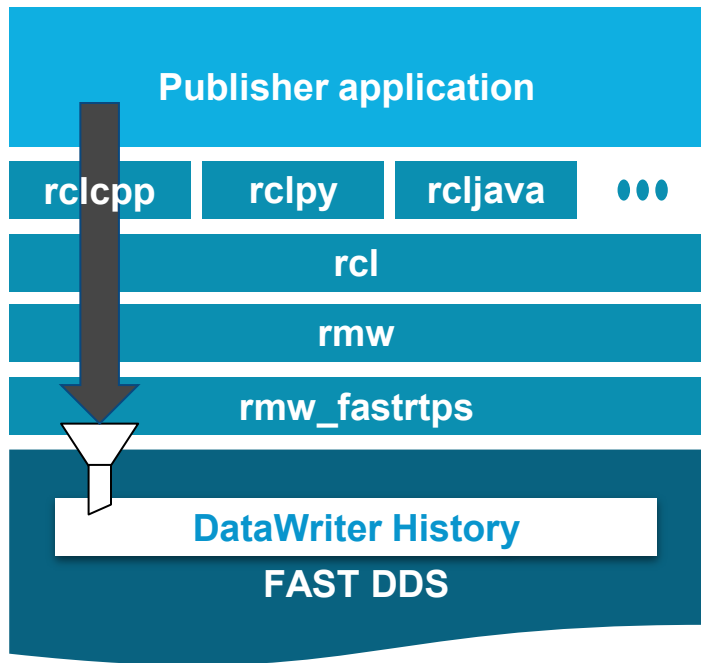 Publisher application
rclcpp rclpy rcljava
rcl
rmw
rmw_fastrtps
DataWriter History
FAST DDS